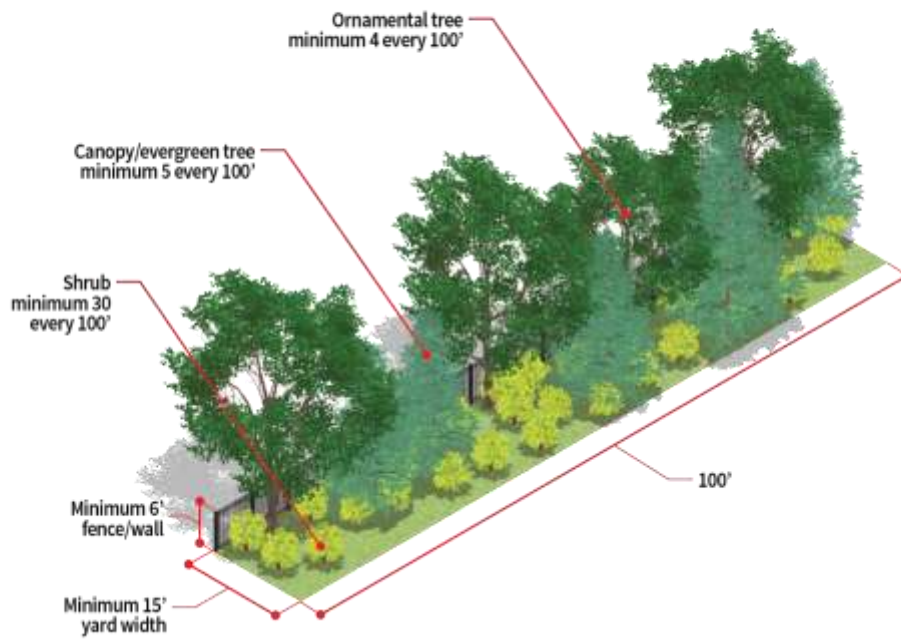 Ornamental tree
minimum 4 every 100'
Canopy/evergreen tree
minimum 5 every 100'
Shrub
minimum 30
every 100'
100'
Minimum 6'
fence/wall
Minimum 15'
yard width